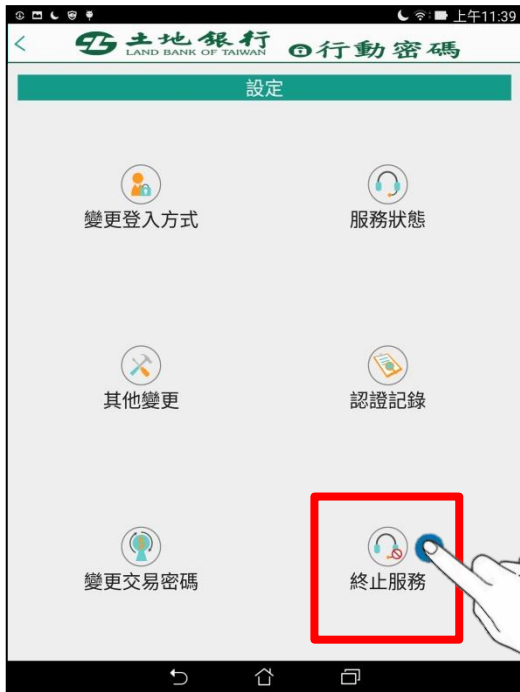 上午11:39
土地銀行
LAND BANK OF TAIWAN
行動密碼
設定
變更登入方式
服務狀態
其他變更
認證記錄
變更交易密碼
終止服務